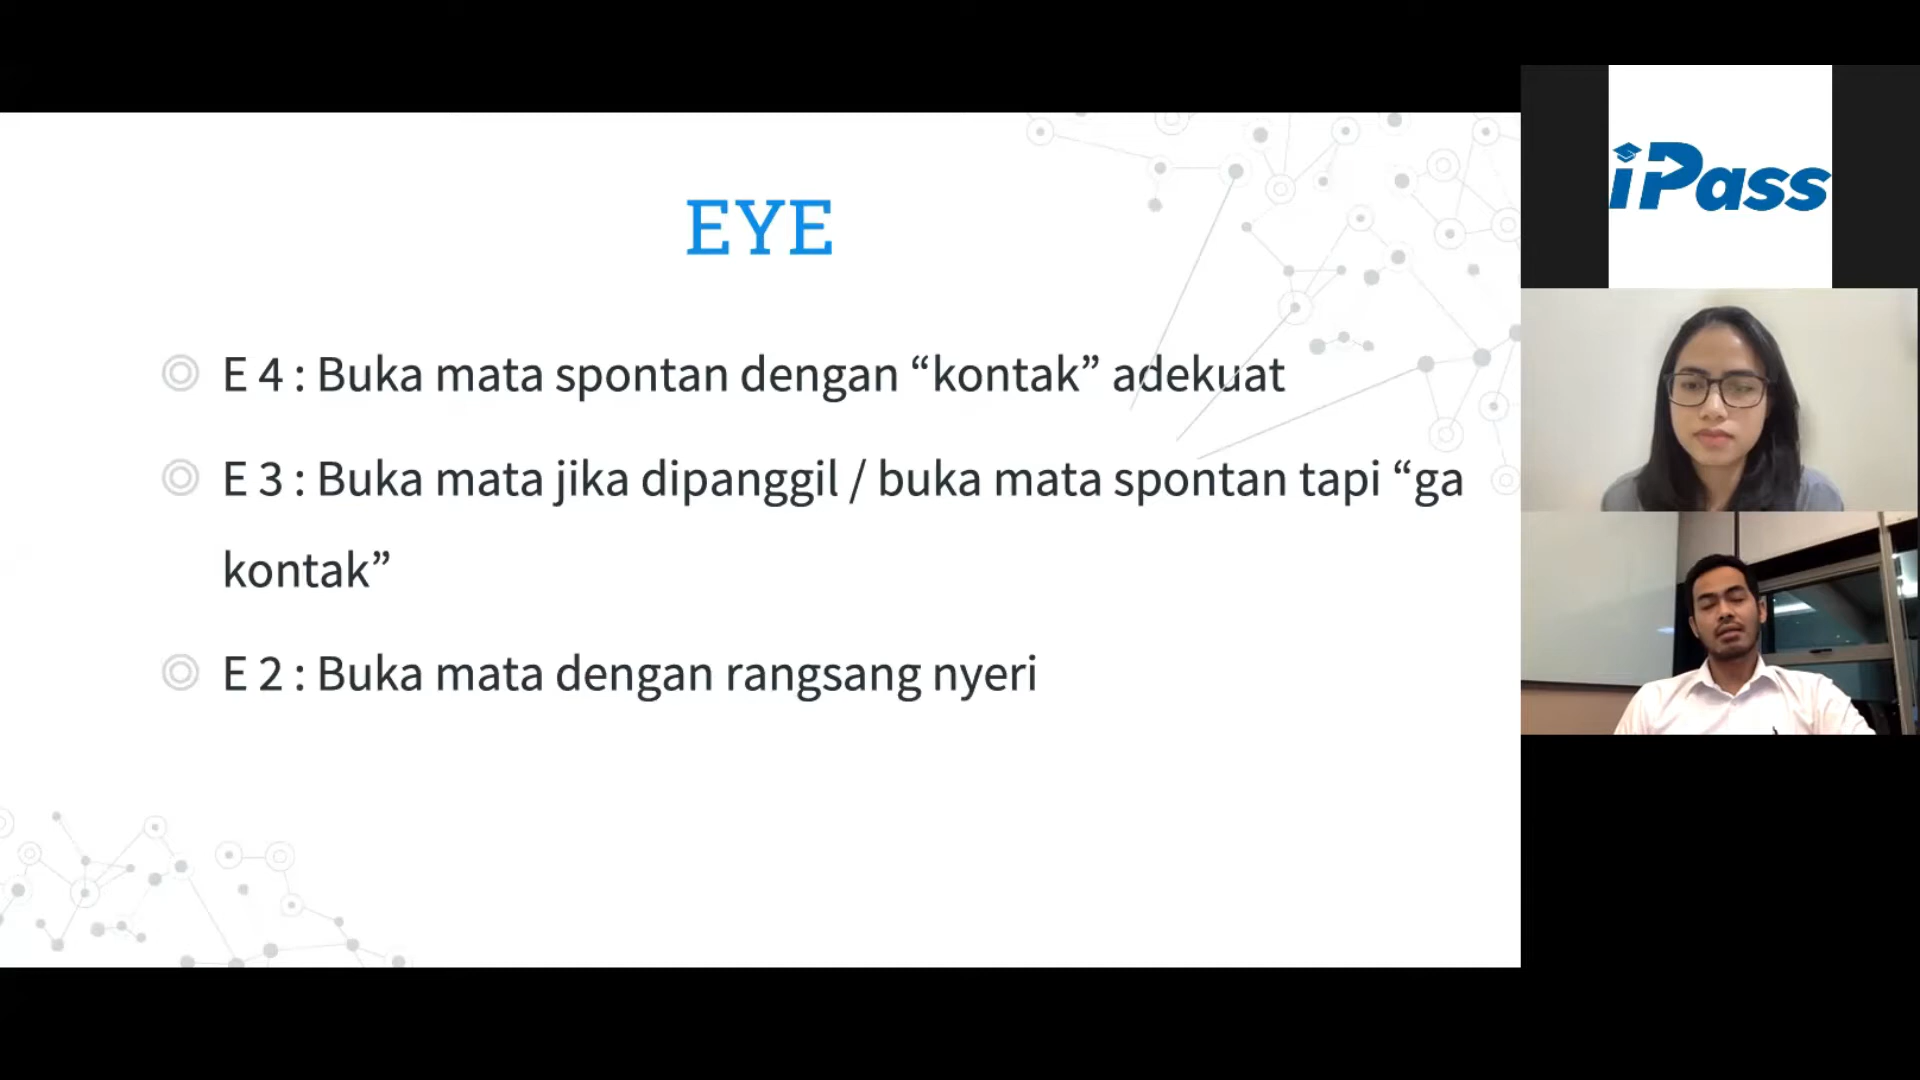 EYE
E 4 : Buka mata spontan dengan “kontak” adekuat
E 3 : Buka mata jika dipanggil / buka mata spontan tapi “ga
kontak”
E 2 : Buka mata dengan rangsang nyeri
iPass